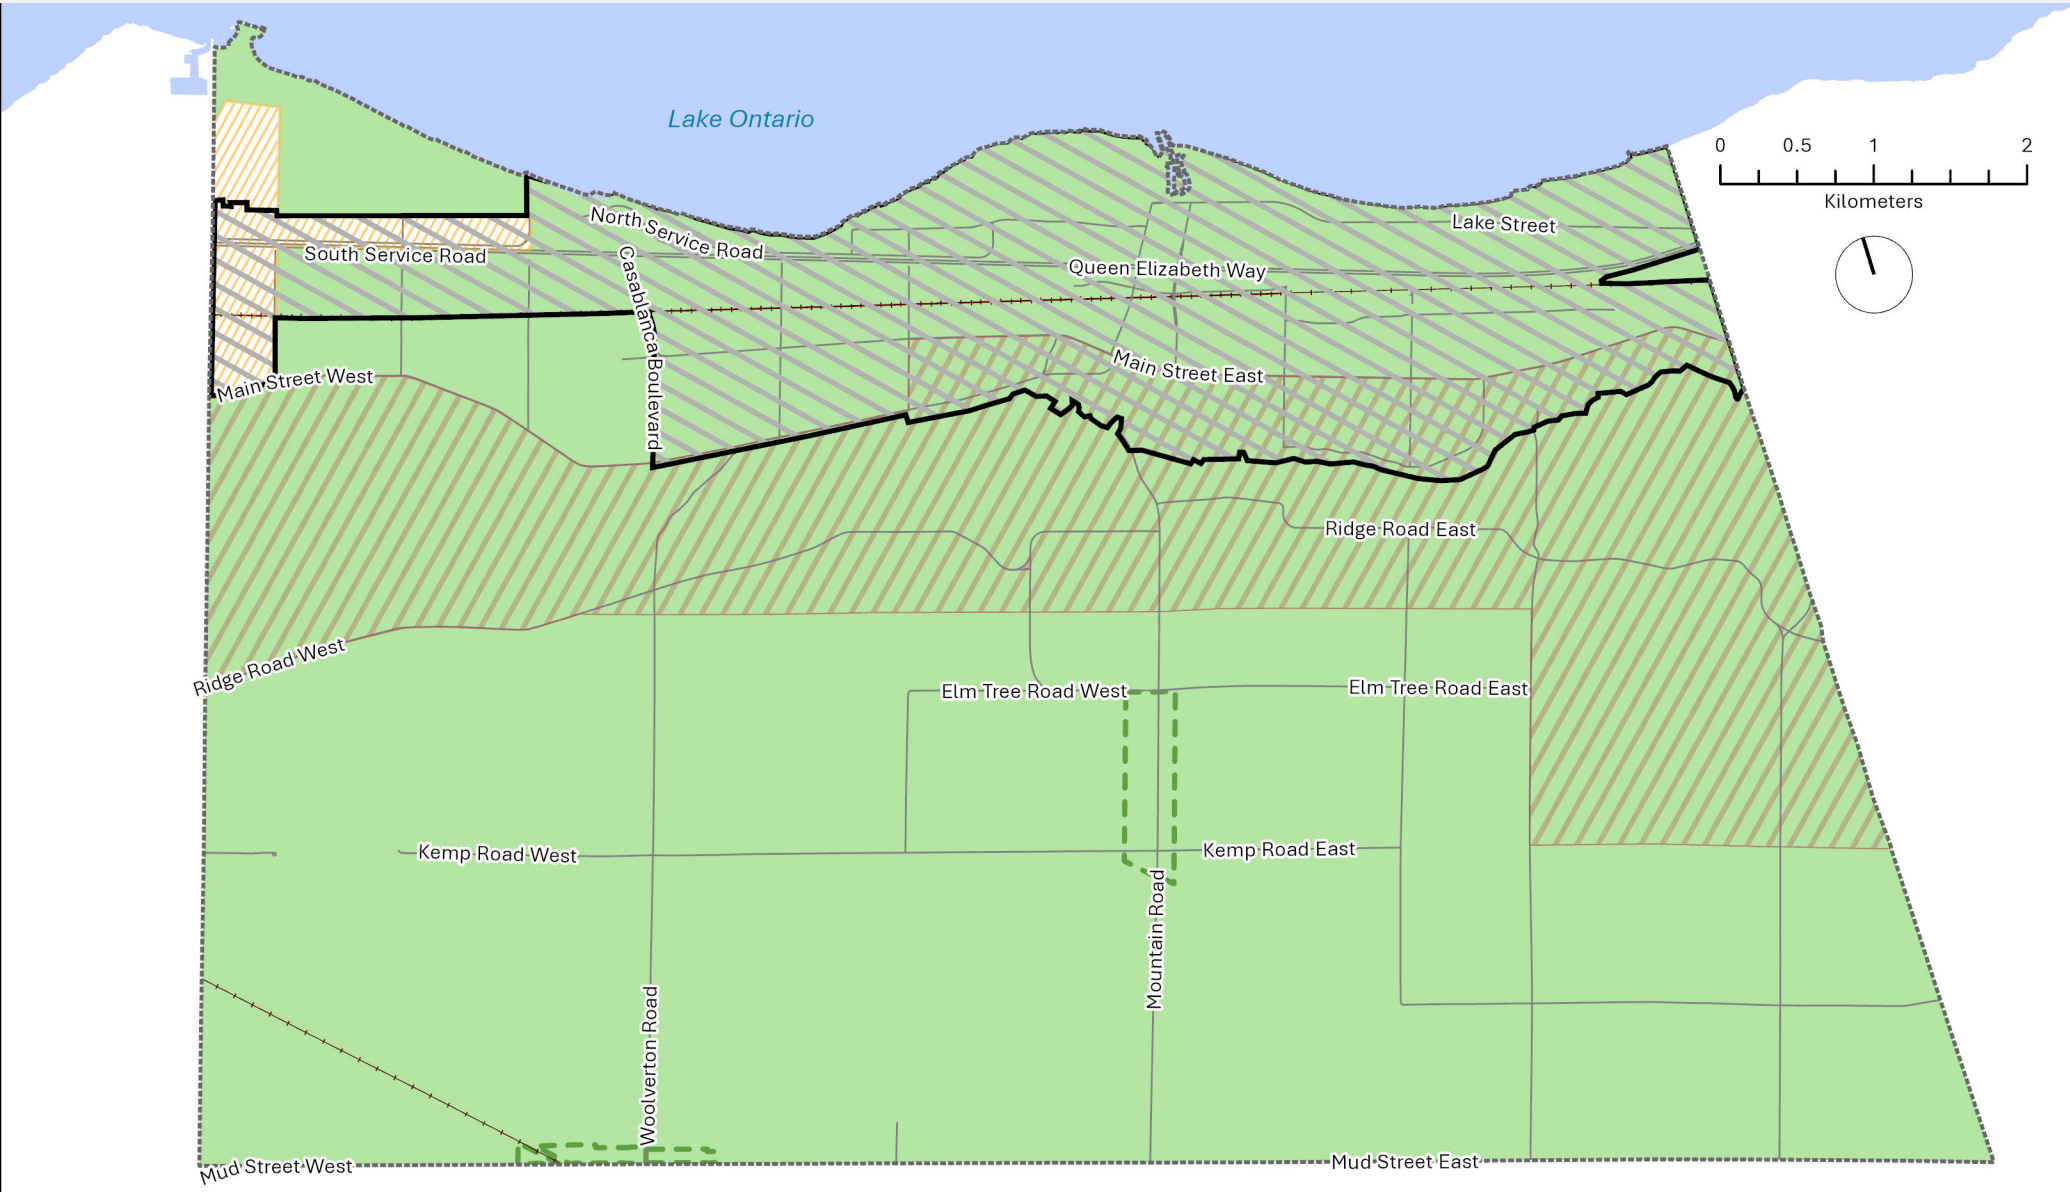 Lake Ontario
0 0.5 1 2
Kilometers
North Service Road
Lake Street
South Service Road
Casablanca Boulevard
Queen Elizabeth Way
Main Street West
Main Street East
Ridge Road East
Ridge Road West
Elm Tree Road West
Elm Tree Road East
Kemp Road West
Kemp Road East
Mountain Road
Woolverton Road
Mud Street West
Mud Street East